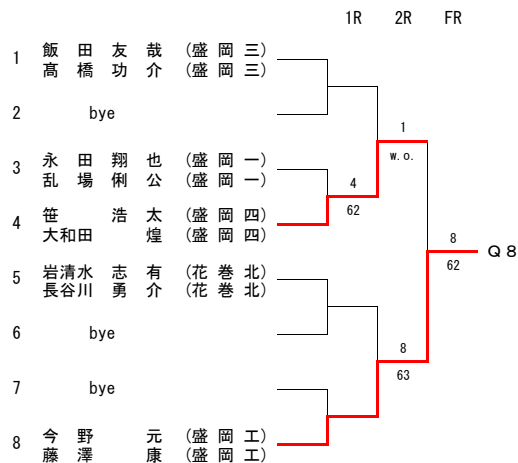 1R 2R FR
1 飯田友哉 (盛岡三)
髙橋功介 (盛岡三)
2 bye
1
w.o.
3 永田翔也 (盛岡一)
乱場俐公 (盛岡一)
4
62
4 笹 浩太 (盛岡四)
大和田 煌 (盛岡四)
8
Q8
62
5 岩清水志有 (花巻北)
長谷川勇介 (花巻北)
6 bye
8
63
7 bye
8 今野 元 (盛岡工)
藤澤 康 (盛岡工)